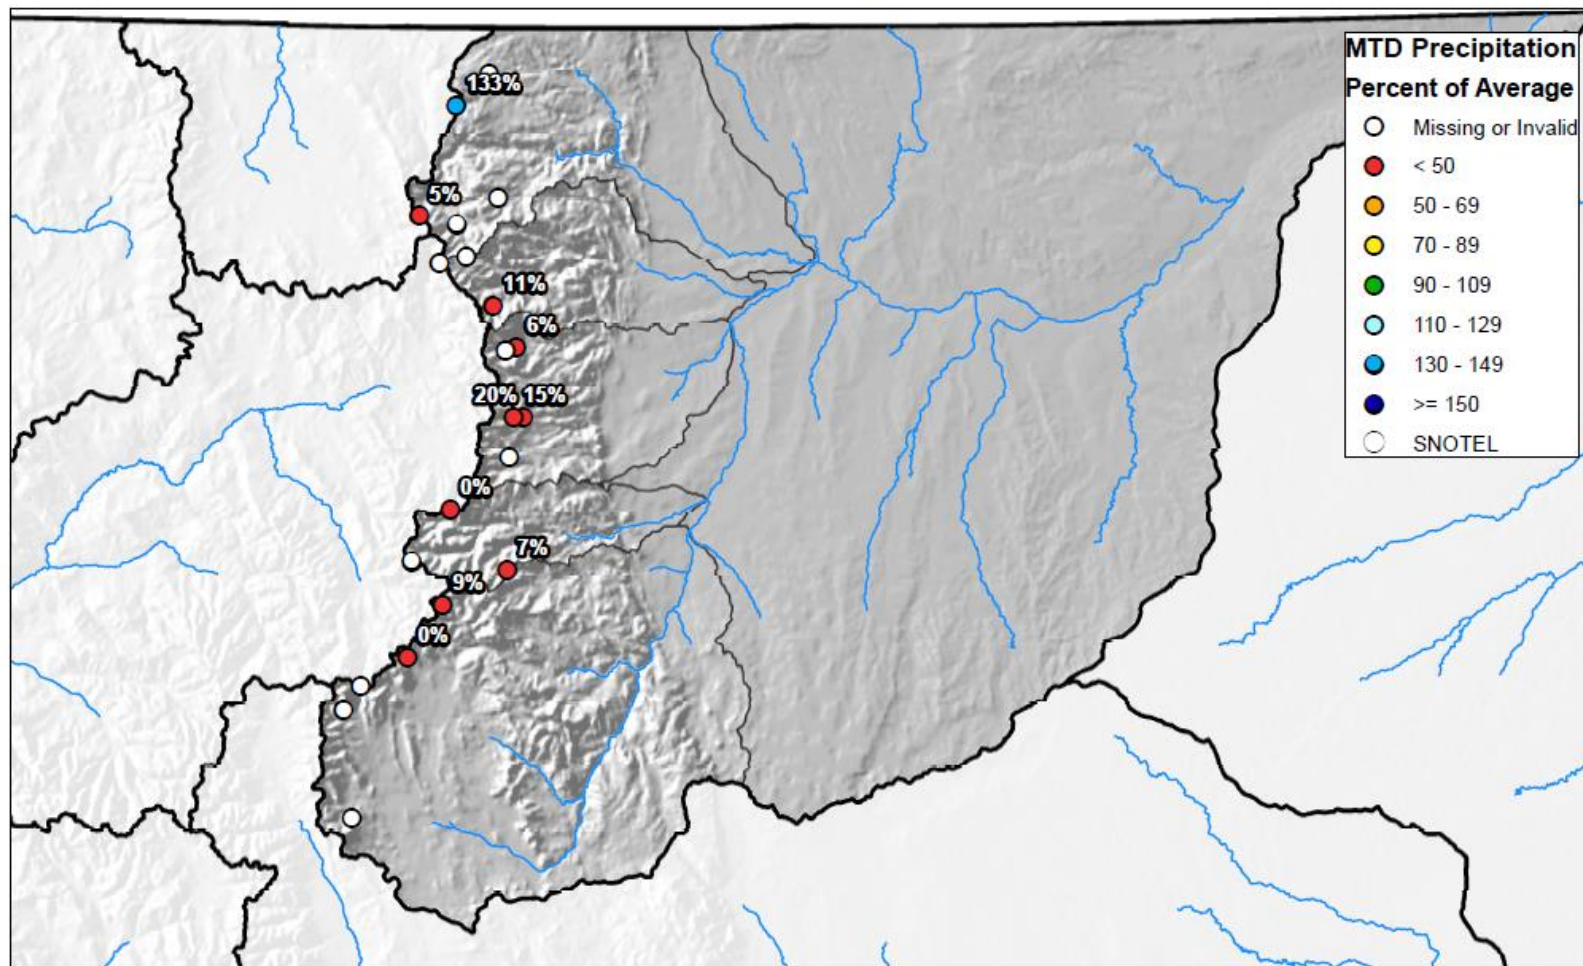 MTD Precipitation
Percent of Average
Missing or Invalid
< 50
50 - 69
70 - 89
90 - 109
110 - 129
130 - 149
>= 150
SNOTEL
133%
5%
11%
6%
20% 15%
0%
7%
9%
0%